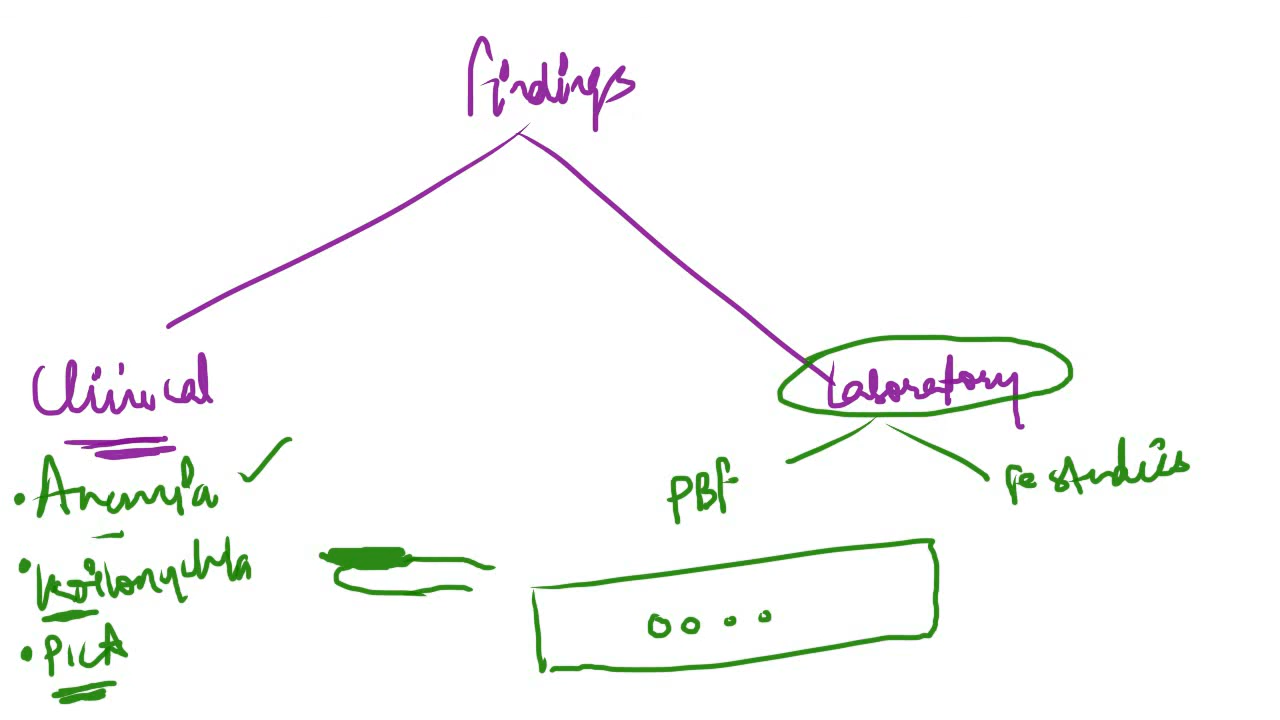 Findings
Clinical
Laboratory
• Anemia
PBF
Fe studies
• Koilonychia
• PICA